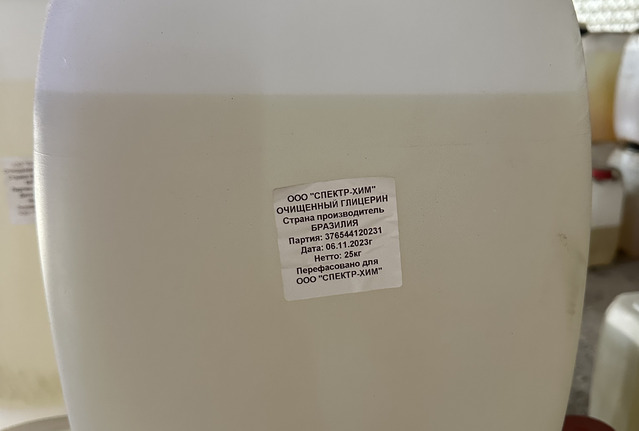 ООО "СПЕКТР-ХИМ"
ОЧИЩЕННЫЙ ГЛИЦЕРИН
Страна производитель
БРАЗИЛИЯ
Партия: 376544120231
Дата: 06.11.2023г
Нетто: 25кг
Перефасовано для
ООО "СПЕКТР-ХИМ"